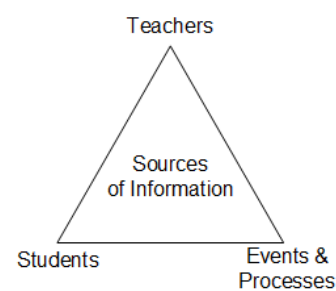 Teachers
Sources
of Information
Students
Events &
Processes